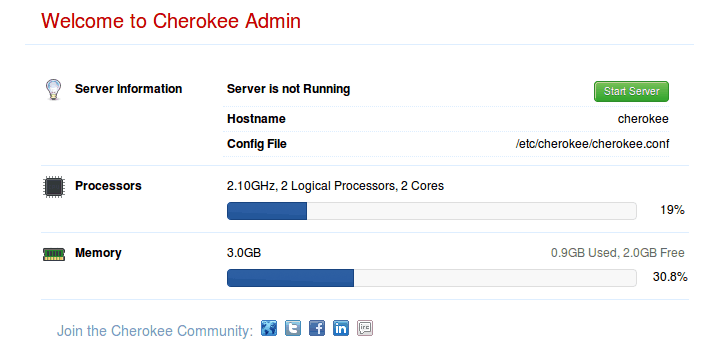 Welcome to Cherokee Admin
Server Information
Server is not Running
Start Server
Hostname
cherokee
Config File
/etc/cherokee/cherokee.conf
Processors
2.10GHz, 2 Logical Processors, 2 Cores
19%
Memory
3.0GB
0.9GB Used, 2.0GB Free
30.8%
Join the Cherokee Community:
t
f
in
irc